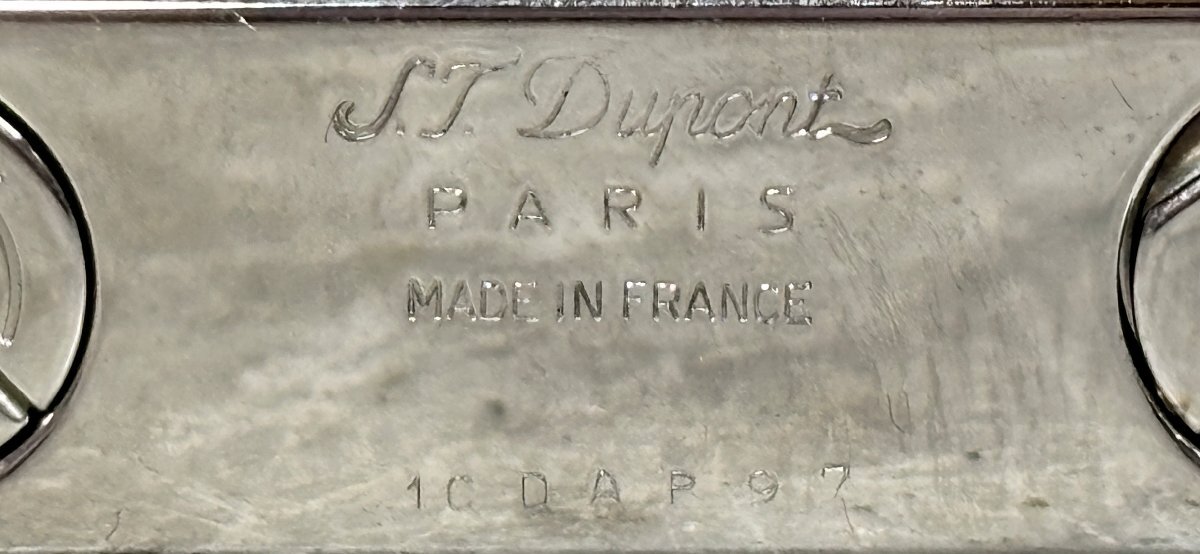 S.T. Dupont
PARIS
MADE IN FRANCE
1CDAP97